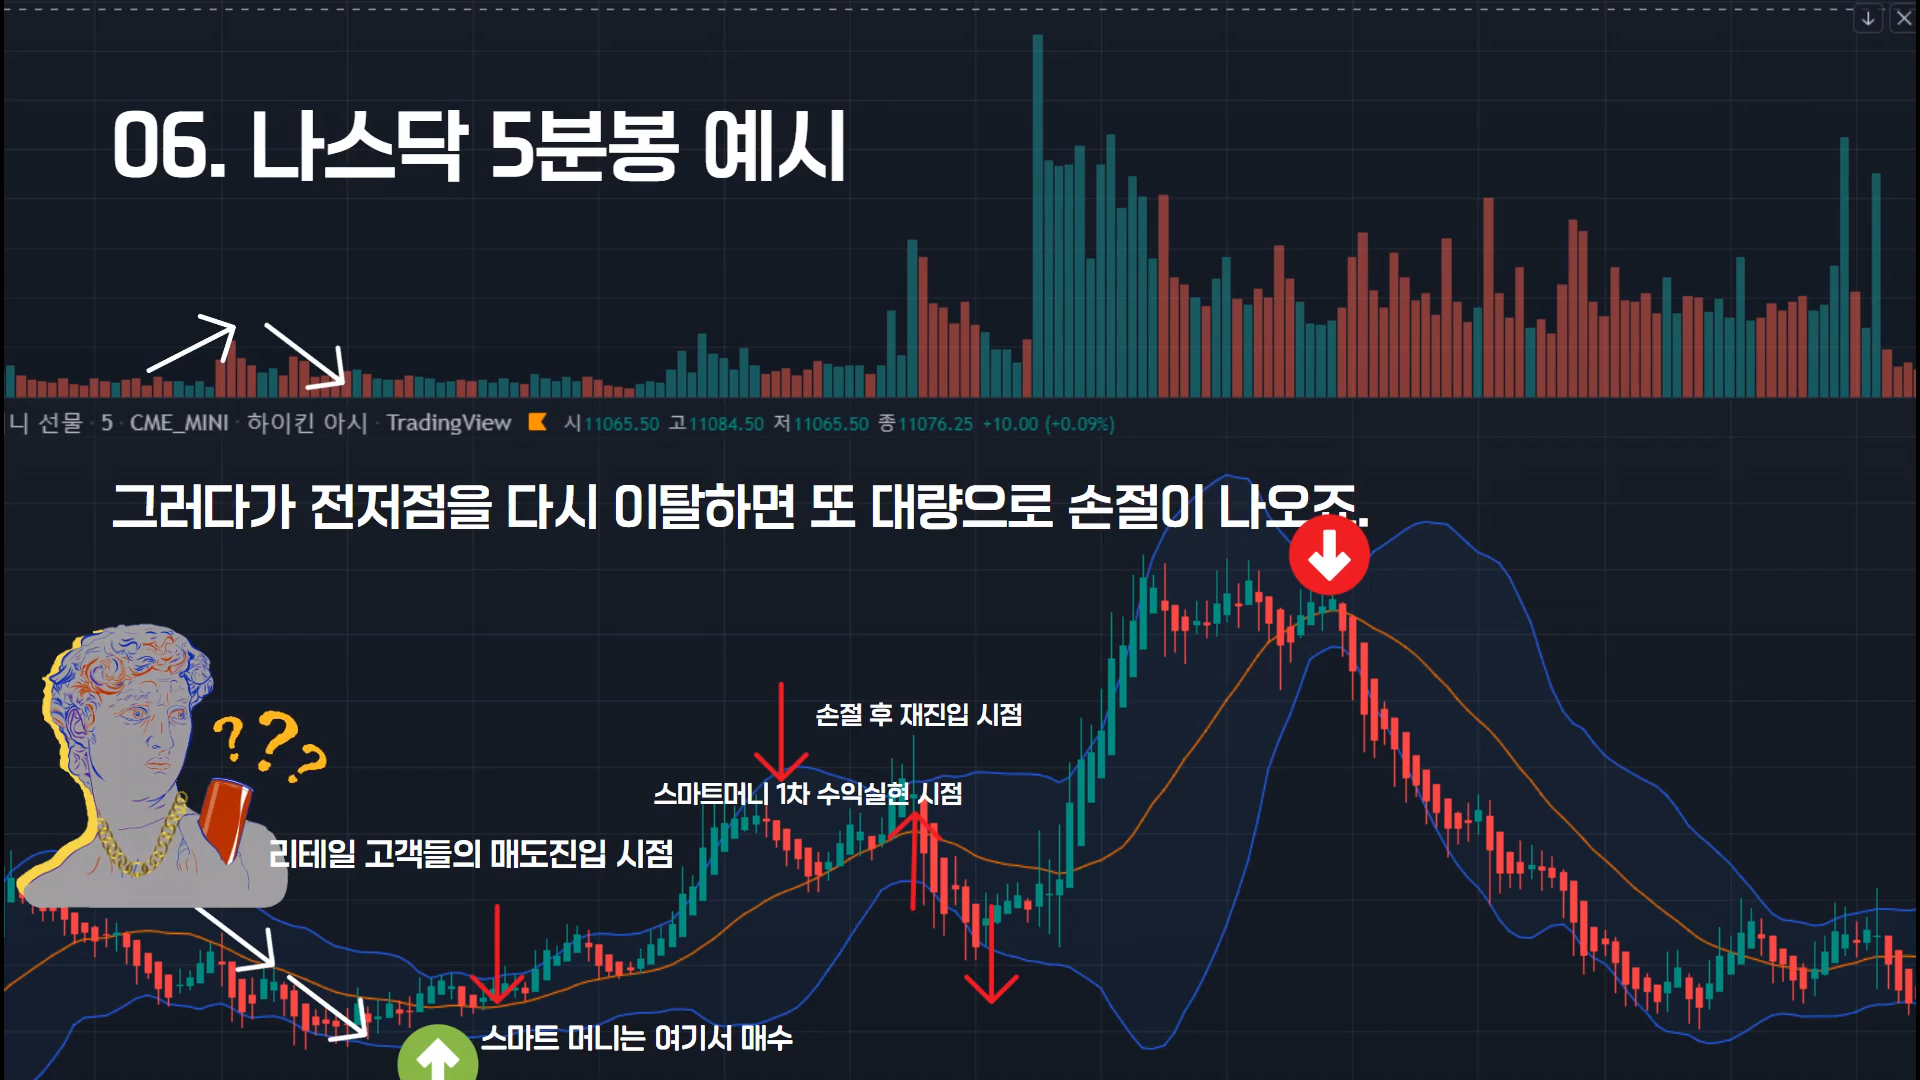 06. 나스닥 5분봉 예시
니 선물 · 5 · CME_MINI · 하이킨 아시 · TradingView 시11065.50 고11084.50 저11065.50 종11076.25 +10.00 (+0.09%)
그러다가 전저점을 다시 이탈하면 또 대량으로 손절이 나오죠.
???
손절 후 재진입 시점
스마트머니 1차 수익실현 시점
리테일 고객들의 매도진입 시점
스마트 머니는 여기서 매수